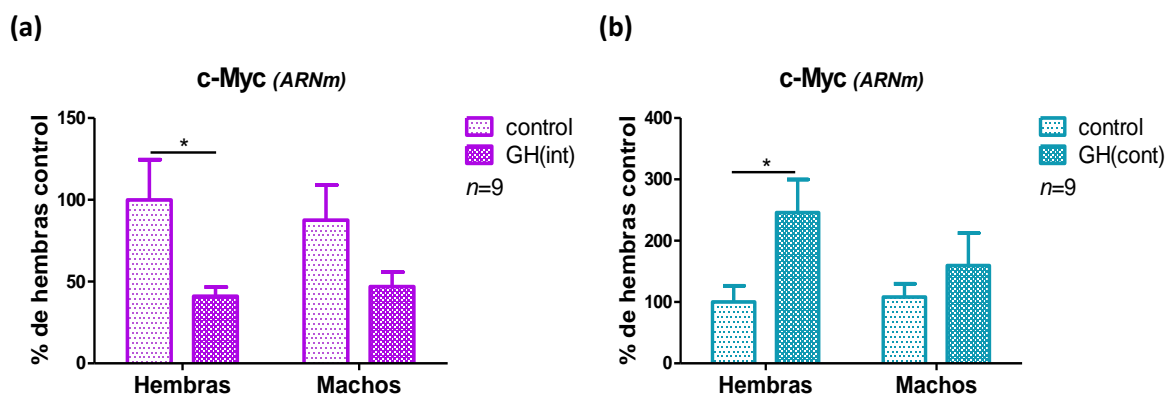 (a)
c-Myc (ARNm)
% de hembras control
150
100
50
0
*
Hembras
Machos
control
GH(int)
n=9
(b)
c-Myc (ARNm)
% de hembras control
400
300
200
100
0
*
Hembras
Machos
control
GH(cont)
n=9